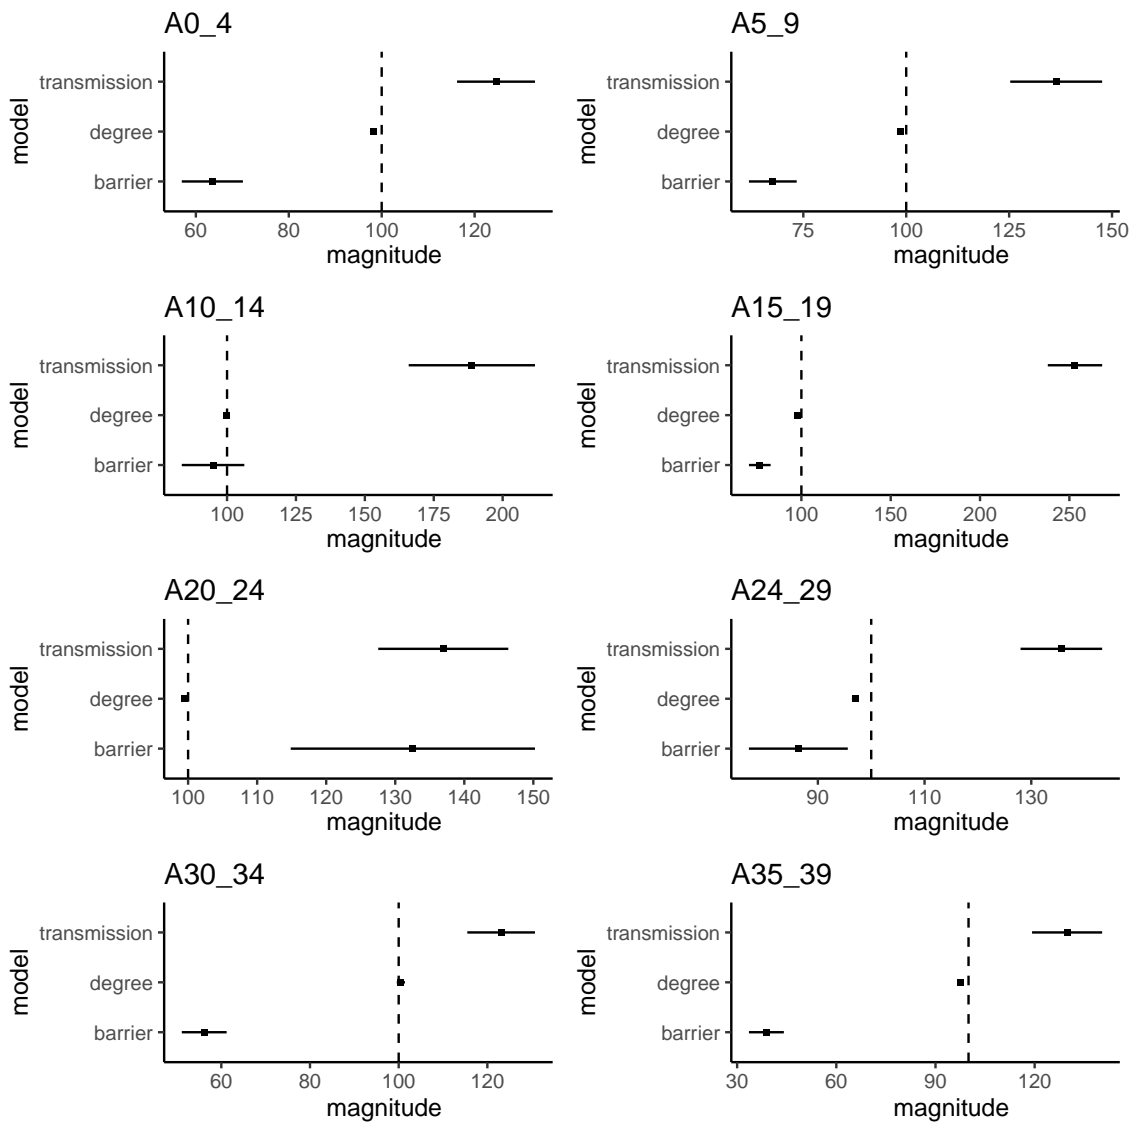 A0_4
transmission
degree
barrier
model
60 80 100 120
magnitude
A5_9
transmission
degree
barrier
model
75 100 125 150
magnitude
A10_14
transmission
degree
barrier
model
100 125 150 175 200
magnitude
A15_19
transmission
degree
barrier
model
100 150 200 250
magnitude
A20_24
transmission
degree
barrier
model
100 110 120 130 140 150
magnitude
A24_29
transmission
degree
barrier
model
90 110 130
magnitude
A30_34
transmission
degree
barrier
model
60 80 100 120
magnitude
A35_39
transmission
degree
barrier
model
30 60 90 120
magnitude